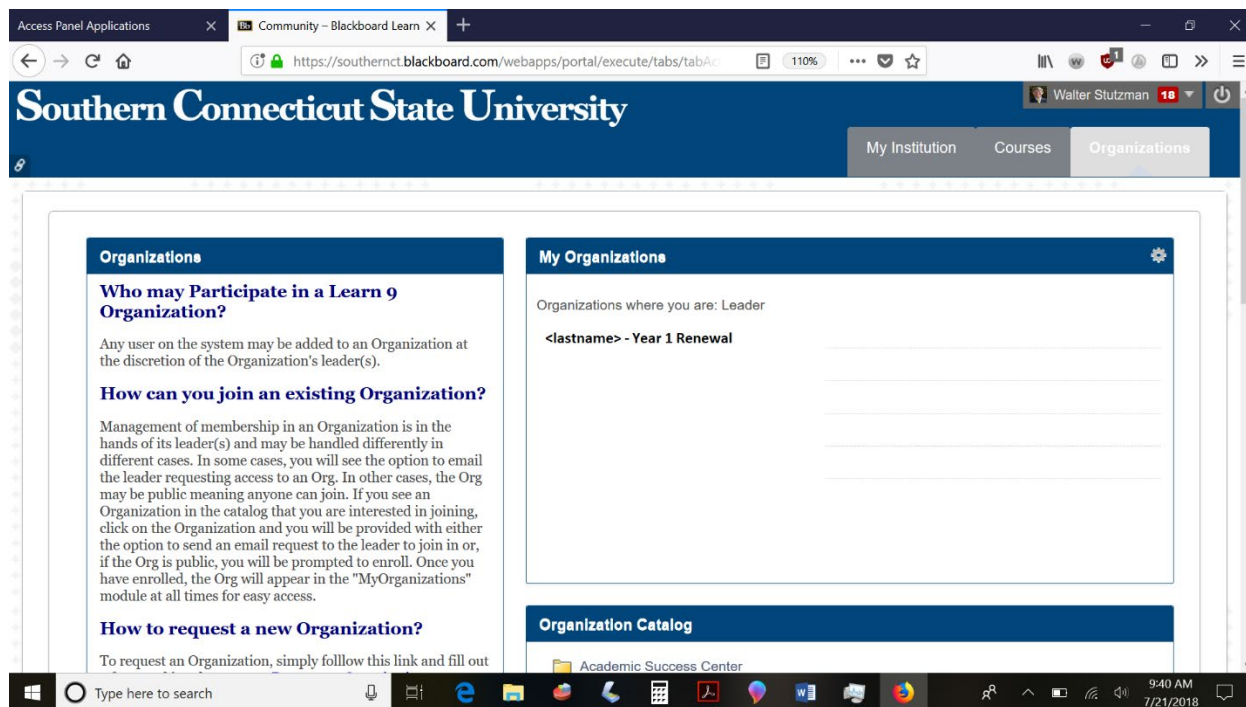 Access Panel Applications
Bb Community – Blackboard Learn
https://southernct.blackboard.com/webapps/portal/execute/tabs/tabAc
110%
1
Southern Connecticut State University
Walter Stutzman 18
My Institution Courses Organizations
Organizations
Who may Participate in a Learn 9
Organization?
Any user on the system may be added to an Organization at
the discretion of the Organization's leader(s).
How can you join an existing Organization?
Management of membership in an Organization is in the
hands of its leader(s) and may be handled differently in
different cases. In some cases, you will see the option to email
the leader requesting access to an Org. In other cases, the Org
may be public meaning anyone can join. If you see an
Organization in the catalog that you are interested in joining,
click on the Organization and you will be provided with either
the option to send an email request to the leader to join in or,
if the Org is public, you will be prompted to enroll. Once you
have enrolled, the Org will appear in the "MyOrganizations"
module at all times for easy access.
How to request a new Organization?
To request an Organization, simply folllow this link and fill out
My Organizations
Organizations where you are: Leader
<lastname> - Year 1 Renewal
Organization Catalog
Academic Success Center
Type here to search
9:40 AM
7/21/2018